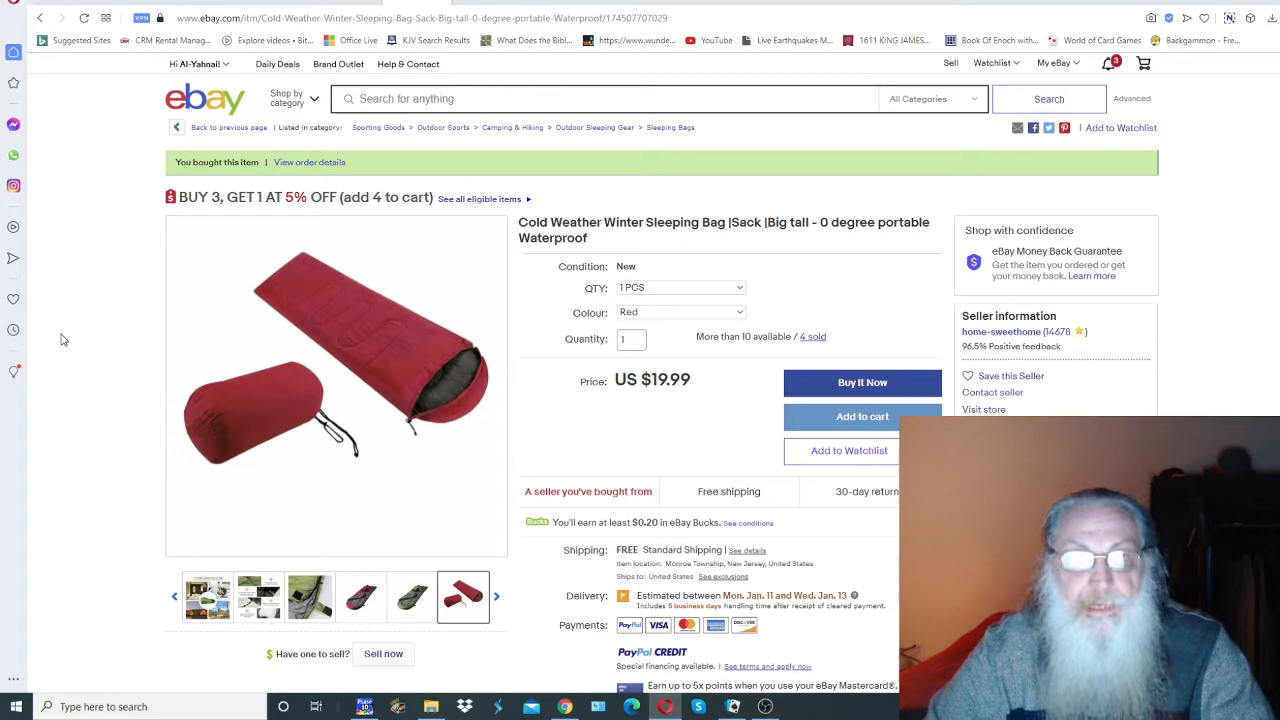 VPN
www.ebay.com/itm/Cold-Weather-Winter-Sleeping-Bag-Sack-Big-tall-0-degree-portable-Waterproof/174507707029
Suggested Sites
CRM Rental Manag...
Explore videos • Bit...
Office Live
KJV Search Results
What Does the Bibl...
https://www.wunde...
YouTube
Live Earthquakes M...
1611 KING JAMES...
Book Of Enoch with...
World of Card Games
Backgammon - Fre...
Hi Al-Yahnai!
Daily Deals
Brand Outlet
Help & Contact
Sell
Watchlist
My eBay
3
ebay
Shop by category
Search for anything
All Categories
Search
Advanced
Back to previous page | Listed in category:
Sporting Goods > Outdoor Sports > Camping & Hiking > Outdoor Sleeping Gear > Sleeping Bags
| Add to Watchlist
You bought this item | View order details
BUY 3, GET 1 AT 5% OFF (add 4 to cart) See all eligible items
Cold Weather Winter Sleeping Bag |Sack |Big tall - 0 degree portable
Waterproof
Condition: New
QTY: 1 PCS
Colour: Red
Quantity: 1 More than 10 available / 4 sold
Price: US $19.99
Buy It Now
Add to cart
Add to Watchlist
A seller you've bought from
Free shipping
30-day return
Bucks You'll earn at least $0.20 in eBay Bucks. See conditions
Shipping: FREE Standard Shipping | See details
Item location: Monroe Township, New Jersey, United States
Ships to: United States See exclusions
Delivery: Estimated between Mon. Jan. 11 and Wed. Jan. 13
Includes 5 business days handling time after receipt of cleared payment.
Payments: PayPal VISA DISCOVER
PayPal CREDIT
Special financing available. | See terms and apply now
Earn up to 5x points when you use your eBay Mastercard®.
Shop with confidence
eBay Money Back Guarantee
Get the item you ordered or get
your money back. Learn more
Seller information
home-sweethome (14678 )
96.5% Positive feedback
Save this Seller
Contact seller
Visit store
$ Have one to sell? Sell now
Type here to search